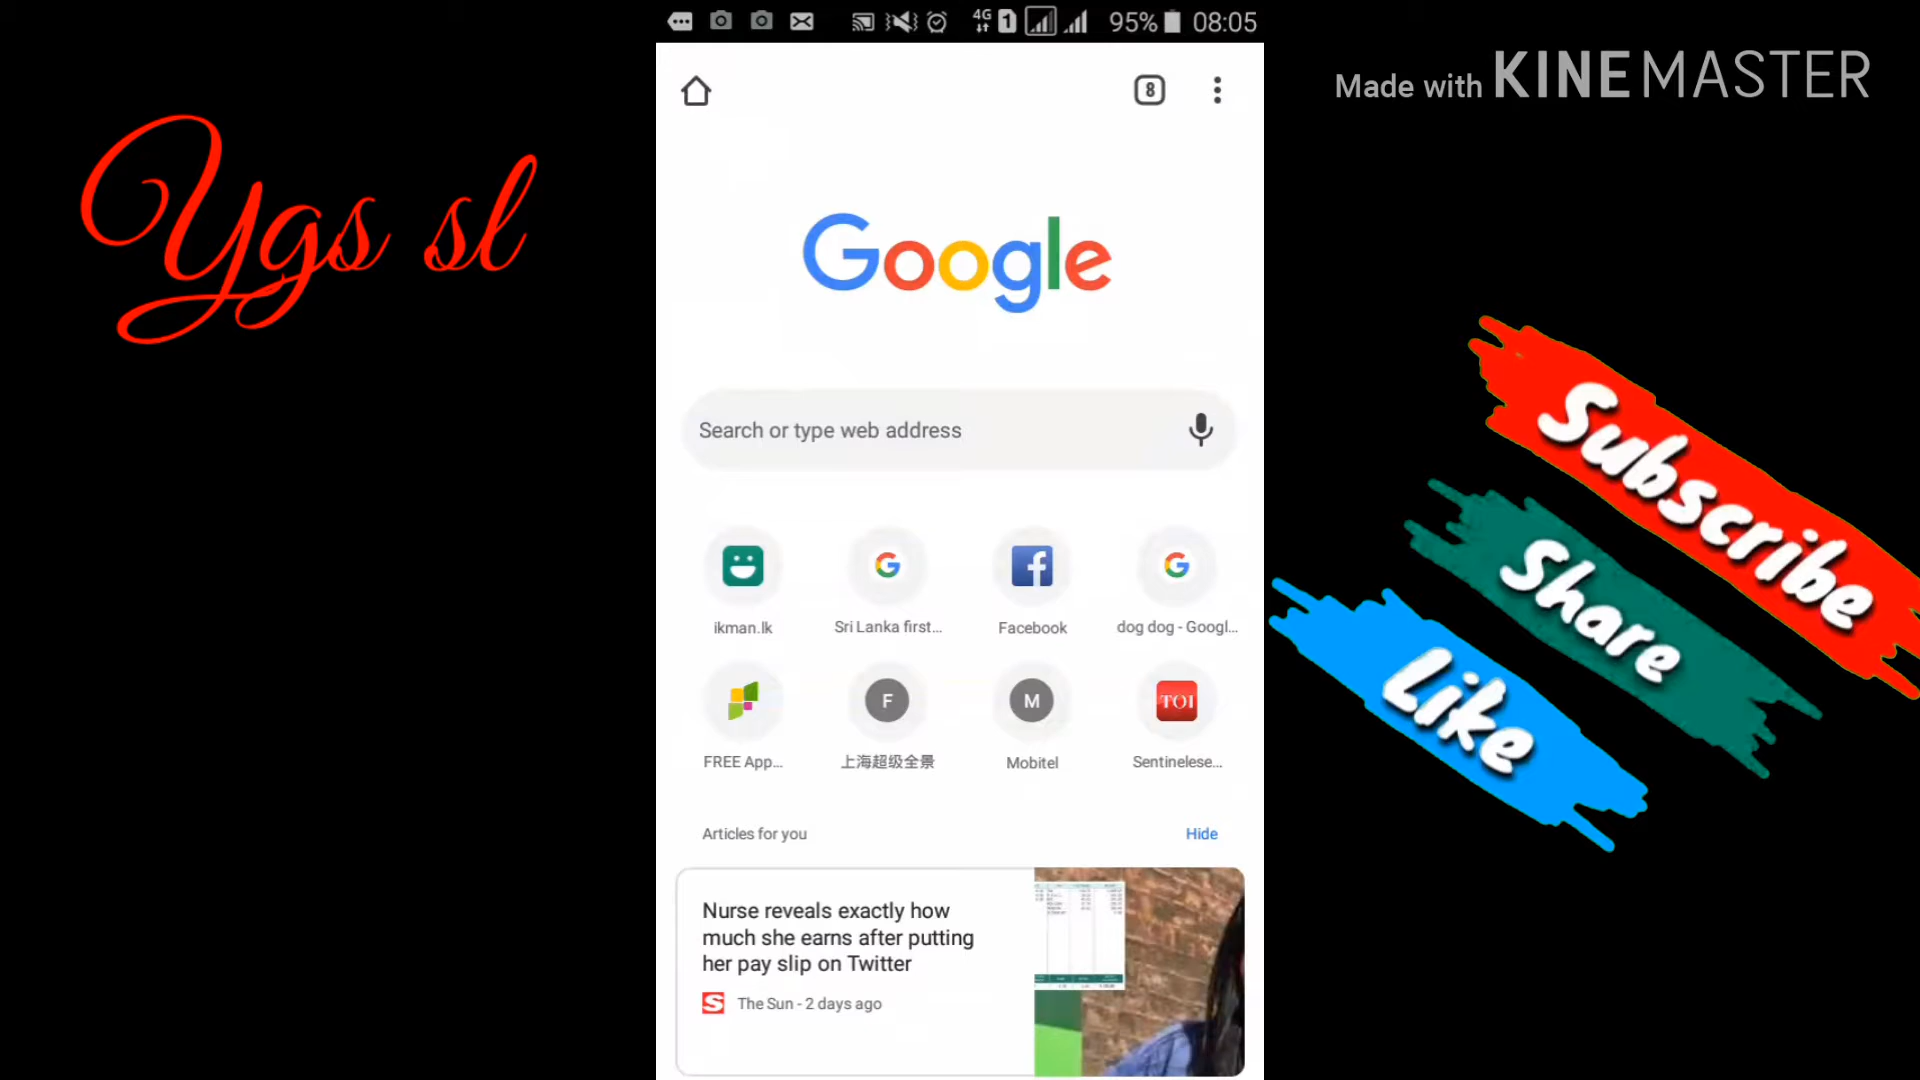 4G 1 95% 08:05
Made with KINEMASTER
8
Ygs sl
Google
Search or type web address
ikman.lk
Sri Lanka first...
Facebook
dog dog - Googl...
F
M
TOI
FREE App...
上海超级全景
Mobitel
Sentinelese...
Articles for you
Hide
Nurse reveals exactly how
much she earns after putting
her pay slip on Twitter
S The Sun - 2 days ago
Subscribe
Share
Like